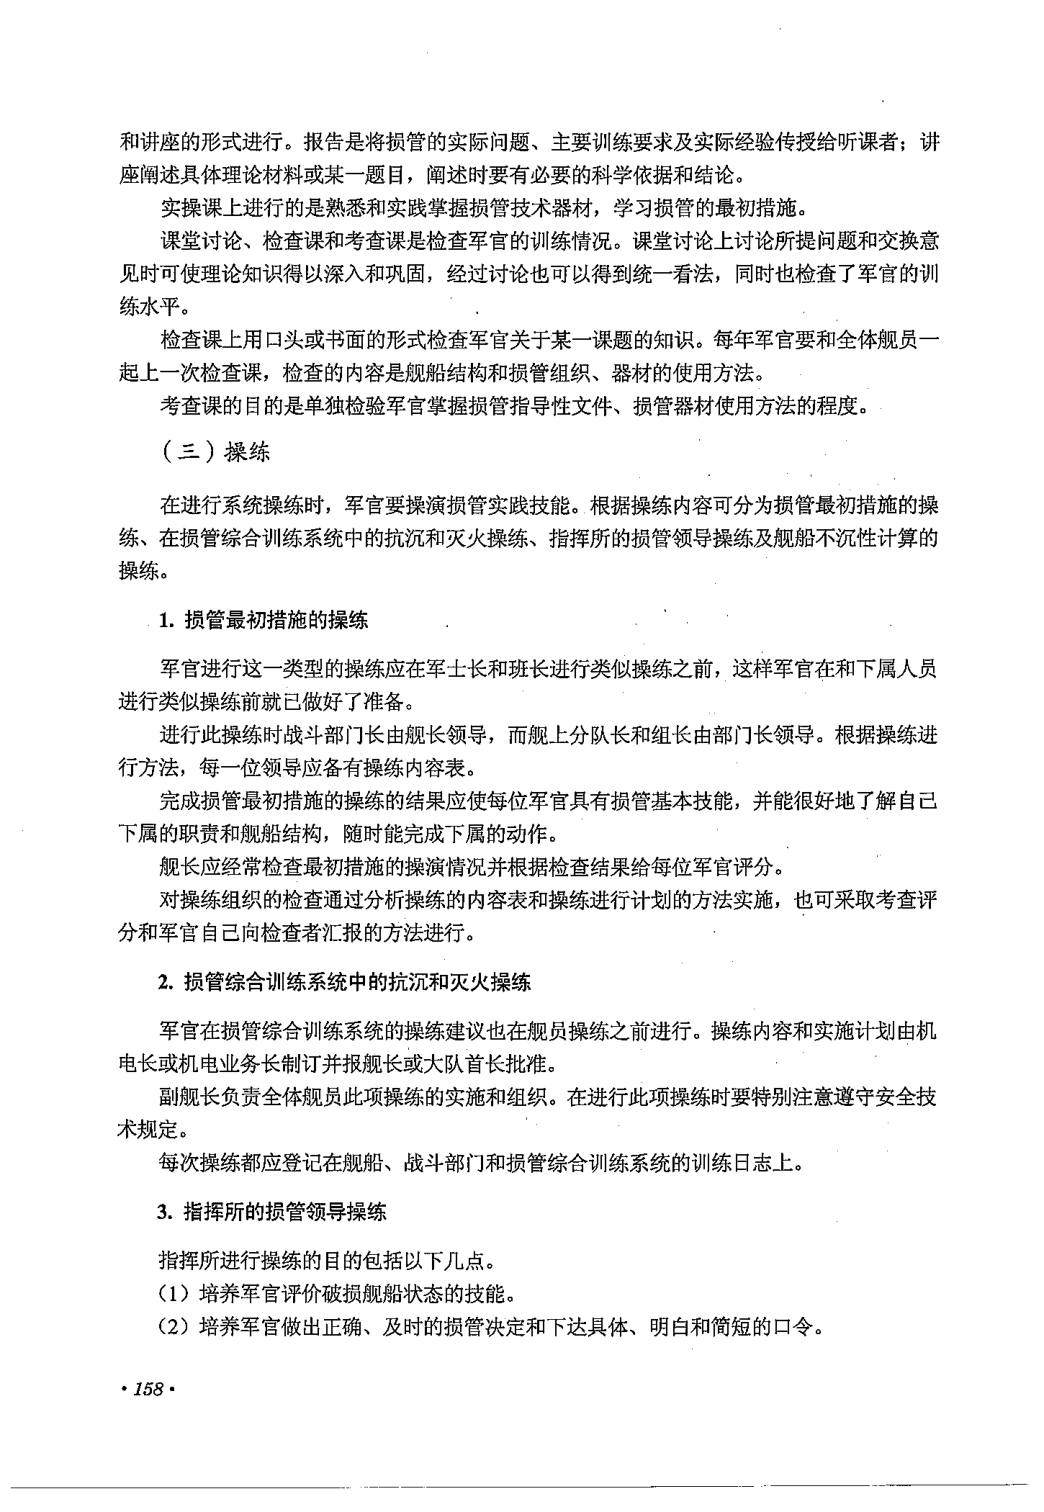 和讲座的形式进行。报告是将损管的实际问题、主要训练要求及实际经验传授给听课者；讲
座阐述具体理论材料或某一题目，阐述时要有必要的科学依据和结论。
实操课上进行的是熟悉和实践掌握损管技术器材，学习损管的最初措施。
课堂讨论、检查课和考查课是检查军官的训练情况。课堂讨论上讨论所提问题和交换意
见时可使理论知识得以深入和巩固，经过讨论也可以得到统一看法，同时也检查了军官的训
练水平。
检查课上用口头或书面的形式检查军官关于某一课题的知识。每年军官要和全体舰员一
起上一次检查课，检查的内容是舰船结构和损管组织、器材的使用方法。
考查课的目的是单独检验军官掌握损管指导性文件、损管器材使用方法的程度。
（三）操练
在进行系统操练时，军官要操演损管实践技能。根据操练内容可分为损管最初措施的操
练、在损管综合训练系统中的抗沉和灭火操练、指挥所的损管领导操练及舰船不沉性计算的
操练。
1. 损管最初措施的操练
军官进行这一类型的操练应在军士长和班长进行类似操练之前，这样军官在和下属人员
进行类似操练前就已做好了准备。
进行此操练时战斗部门长由舰长领导，而舰上分队长和组长由部门长领导。根据操练进
行方法，每一位领导应备有操练内容表。
完成损管最初措施的操练的结果应使每位军官具有损管基本技能，并能很好地了解自己
下属的职责和舰船结构，随时能完成下属的动作。
舰长应经常检查最初措施的操演情况并根据检查结果给每位军官评分。
对操练组织的检查通过分析操练的内容表和操练进行计划的方法实施，也可采取考查评
分和军官自己向检查者汇报的方法进行。
2. 损管综合训练系统中的抗沉和灭火操练
军官在损管综合训练系统的操练建议也在舰员操练之前进行。操练内容和实施计划由机
电长或机电业务长制订并报舰长或大队首长批准。
副舰长负责全体舰员此项操练的实施和组织。在进行此项操练时要特别注意遵守安全技
术规定。
每次操练都应登记在舰船、战斗部门和损管综合训练系统的训练日志上。
3. 指挥所的损管领导操练
指挥所进行操练的目的包括以下几点。
（1）培养军官评价破损舰船状态的技能。
（2）培养军官做出正确、及时的损管决定和下达具体、明白和简短的口令。
· 158 ·